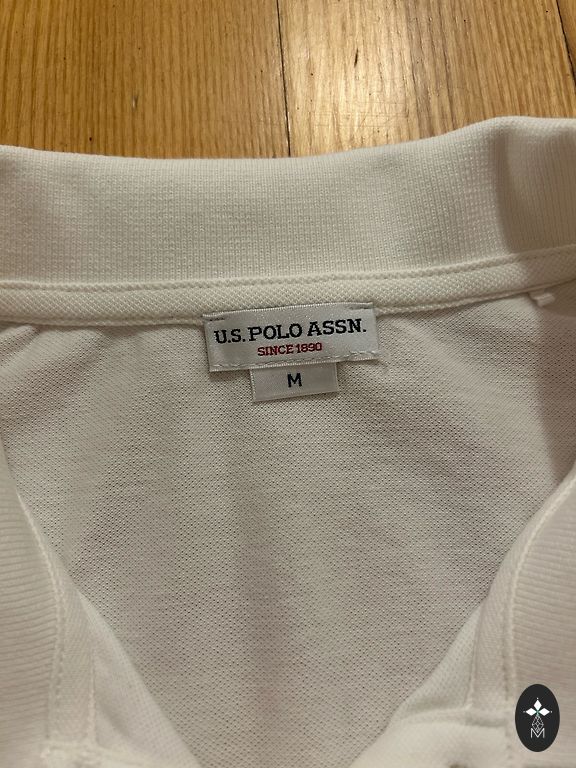 U.S. POLO ASSN.
SINCE 1890
M
M